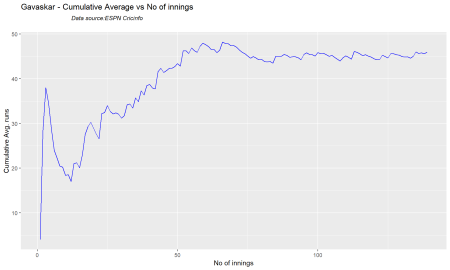 Gavaskar - Cumulative Average vs No of innings
Data source:ESPN Cricinfo
Cumulative Avg. runs
50
40
30
20
10
0
50
100
No of innings